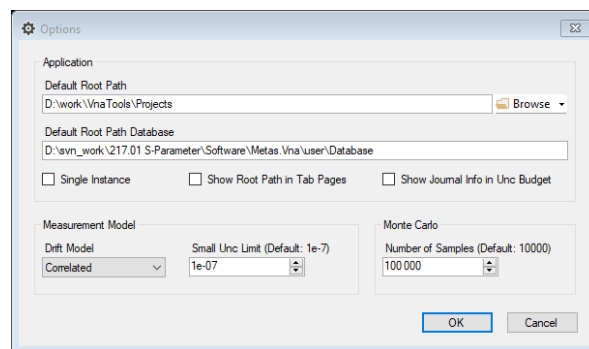 Options
Application
Default Root Path
D:\work\VnaTools\Projects
Browse
Default Root Path Database
D:\svn_work\217.01 S-Parameter\Software\Metas.Vna\user\Database
Single Instance Show Root Path in Tab Pages Show Journal Info in Unc Budget
Measurement Model Monte Carlo
Drift Model Small Unc Limit (Default: 1e-7) Number of Samples (Default: 10000)
Correlated 1e-07 100 000
OK Cancel